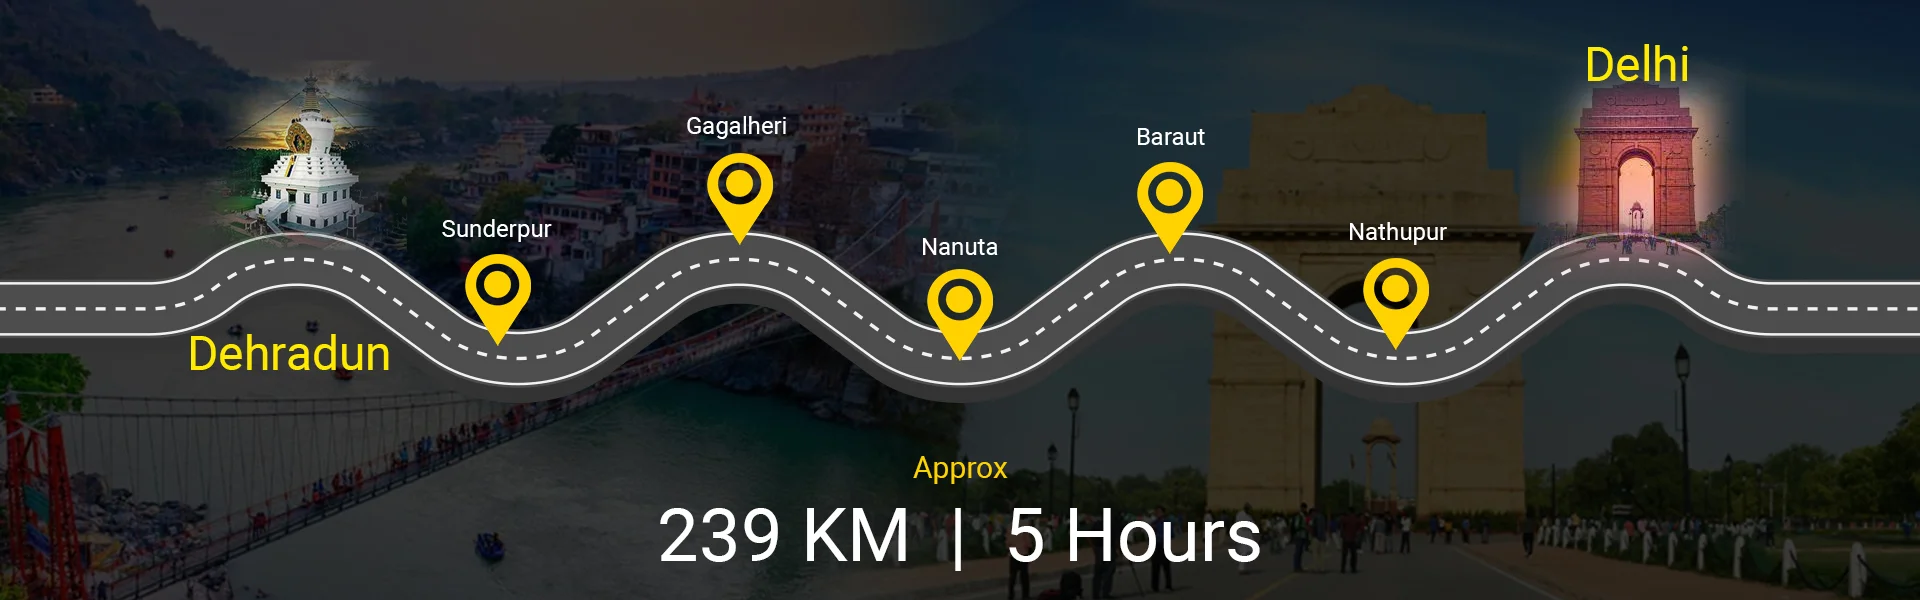 Delhi
Gagalheri
Baraut
Sunderpur
Nanuta
Nathupur
Dehradun
Approx
239 KM | 5 Hours